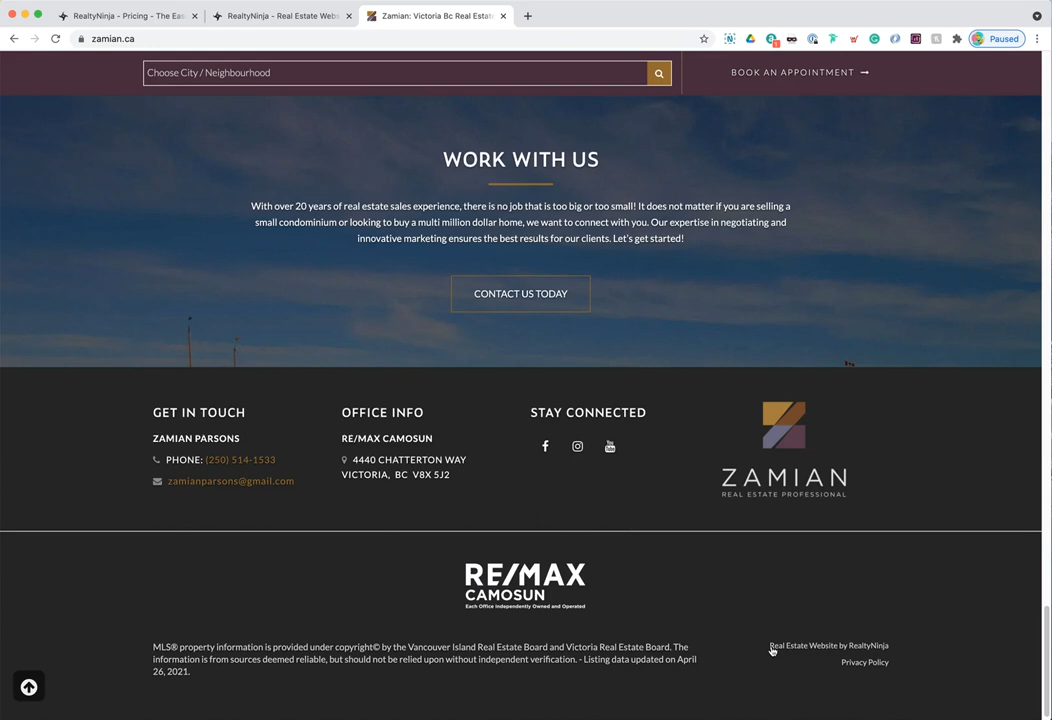 RealtyNinja - Pricing - The Eas
RealtyNinja - Real Estate Webs
Zamian: Victoria Bc Real Estate
zamian.ca
1
Paused
Choose City / Neighbourhood
BOOK AN APPOINTMENT
WORK WITH US
With over 20 years of real estate sales experience, there is no job that is too big or too small! It does not matter if you are selling a
small condominium or looking to buy a multi million dollar home, we want to connect with you. Our expertise in negotiating and
innovative marketing ensures the best results for our clients. Let's get started!
CONTACT US TODAY
GET IN TOUCH
ZAMIAN PARSONS
PHONE: (250) 514-1533
zamianparsons@gmail.com
OFFICE INFO
RE/MAX CAMOSUN
4440 CHATTERTON WAY
VICTORIA, BC V8X 5J2
STAY CONNECTED
ZAMIAN
REAL ESTATE PROFESSIONAL
RE/MAX
CAMOSUN
Each Office Independently Owned and Operated
MLS® property information is provided under copyright© by the Vancouver Island Real Estate Board and Victoria Real Estate Board. The
information is from sources deemed reliable, but should not be relied upon without independent verification. - Listing data updated on April
26, 2021.
Real Estate Website by RealtyNinja
Privacy Policy